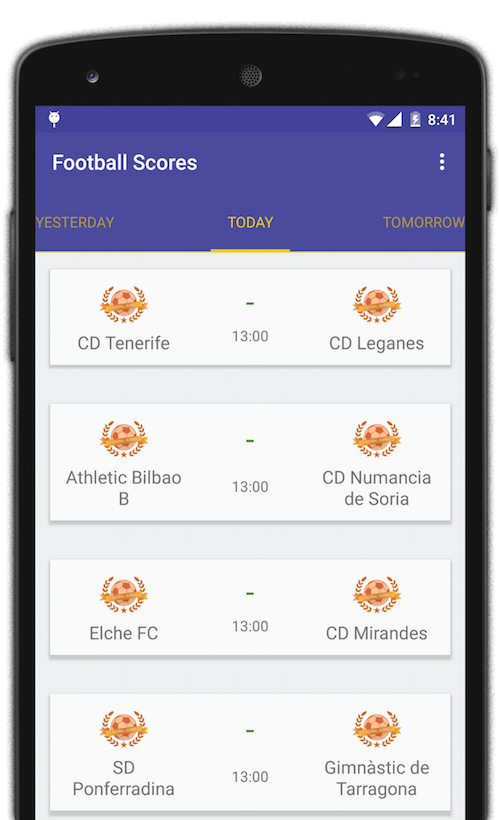 8:41
Football Scores
YESTERDAY TODAY TOMORROW
-
13:00
CD Tenerife CD Leganes
-
Athletic Bilbao CD Numancia
13:00
B de Soria
-
13:00
Elche FC CD Mirandes
-
SD Gimnàstic de
13:00
Ponferradina Tarragona